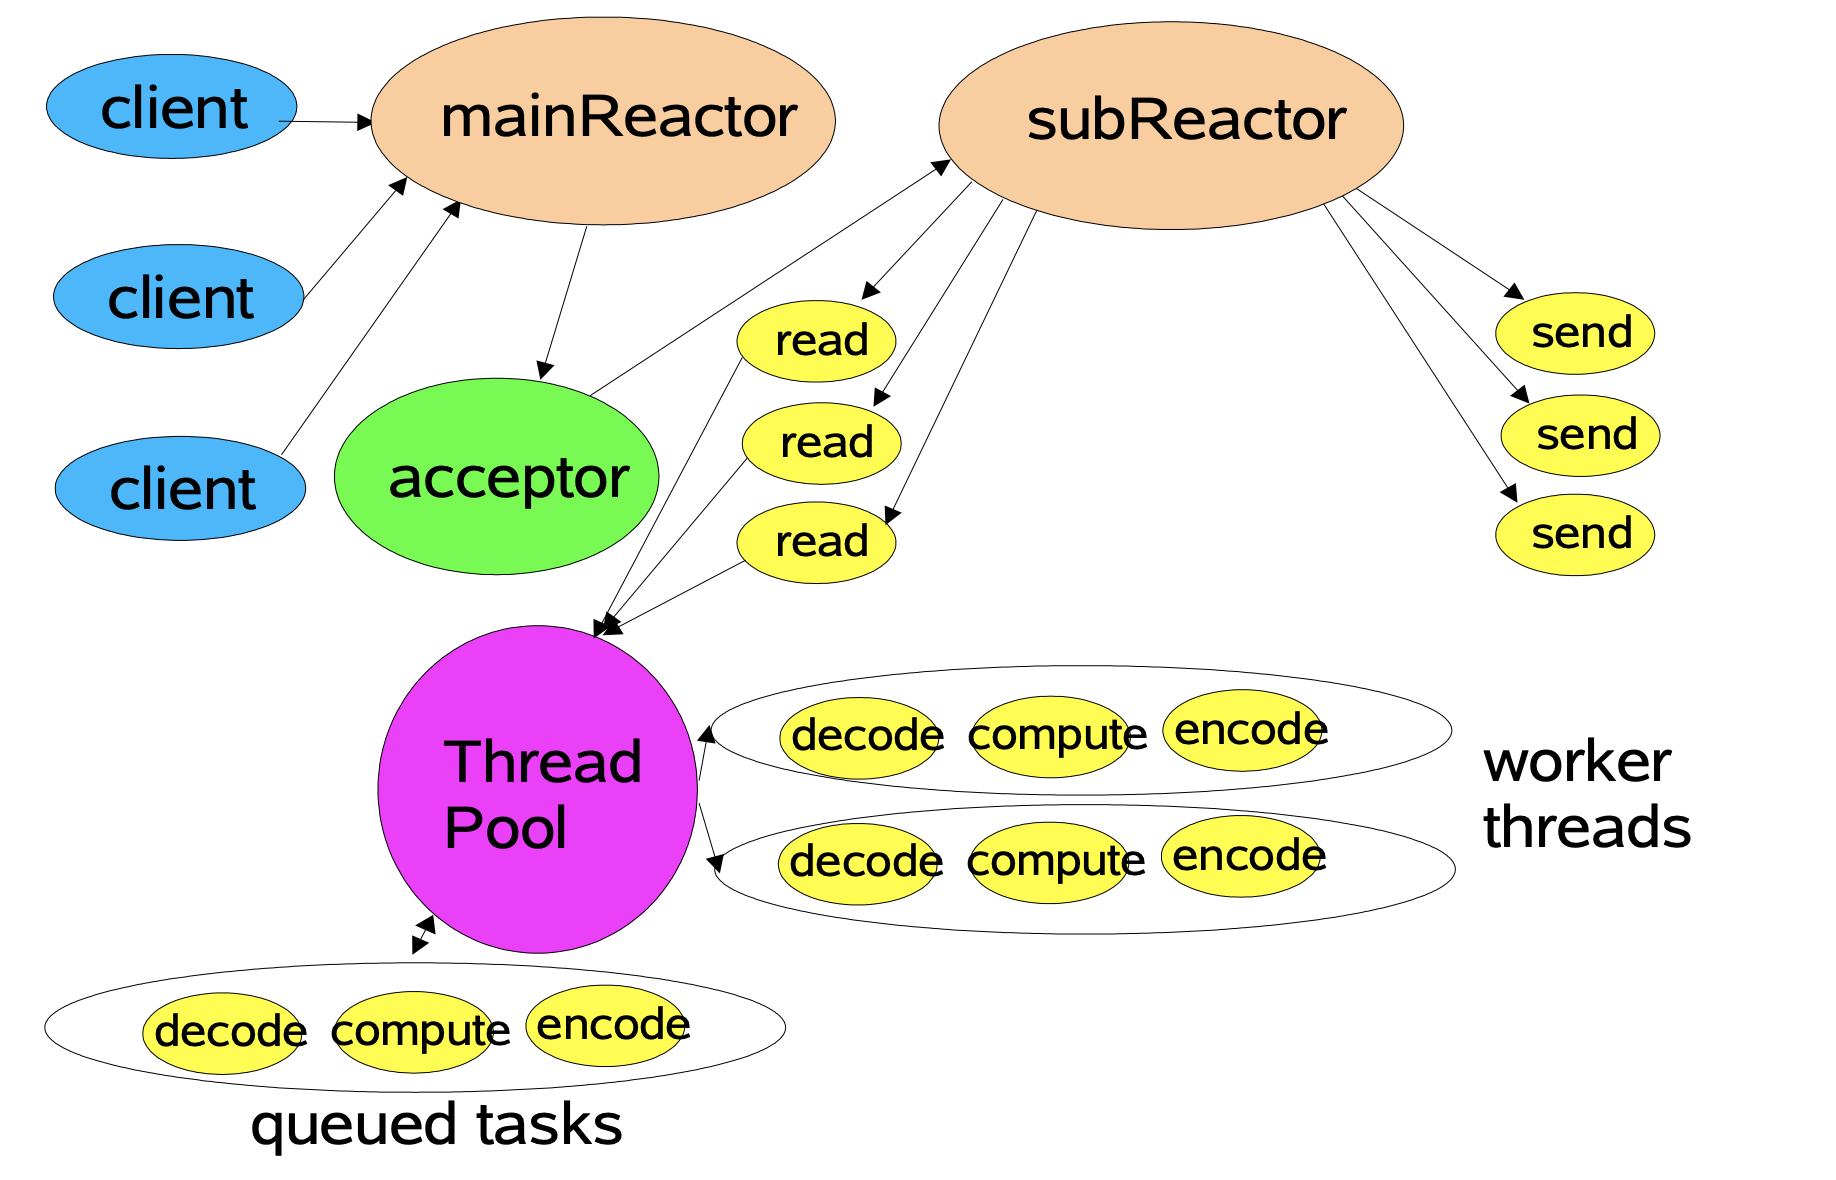 client
mainReactor
subReactor
client
read
send
read
send
client
acceptor
read
send
Thread
Pool
decode compute encode
worker
threads
decode compute encode
decode compute encode
queued tasks